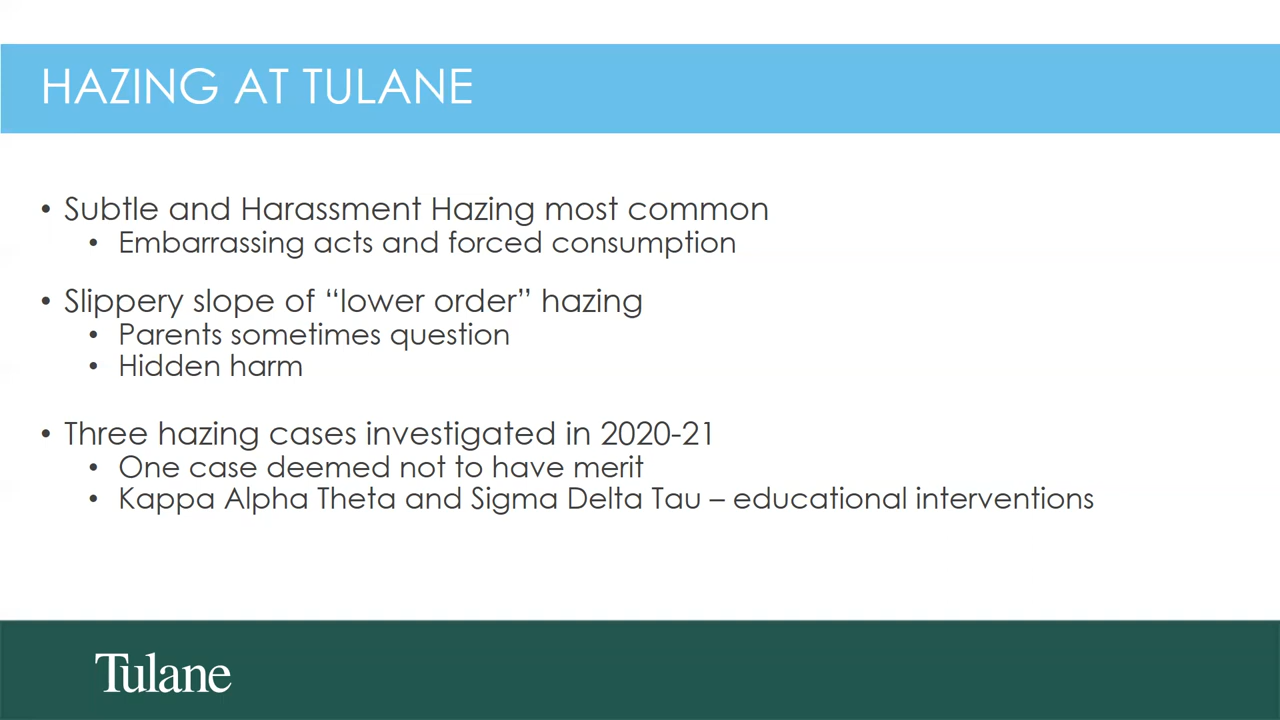 HAZING AT TULANE
• Subtle and Harassment Hazing most common
• Embarrassing acts and forced consumption
• Slippery slope of “lower order” hazing
• Parents sometimes question
• Hidden harm
• Three hazing cases investigated in 2020-21
• One case deemed not to have merit
• Kappa Alpha Theta and Sigma Delta Tau – educational interventions
Tulane